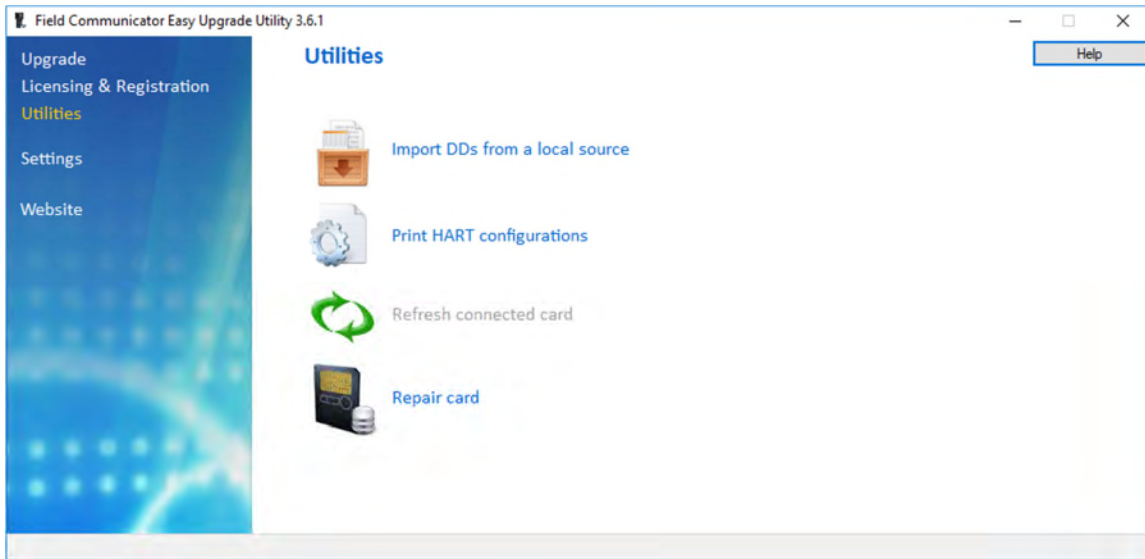 Field Communicator Easy Upgrade Utility 3.6.1
Upgrade
Licensing & Registration
Utilities
Settings
Website
Utilities
Help
Import DDs from a local source
Print HART configurations
Refresh connected card
Repair card